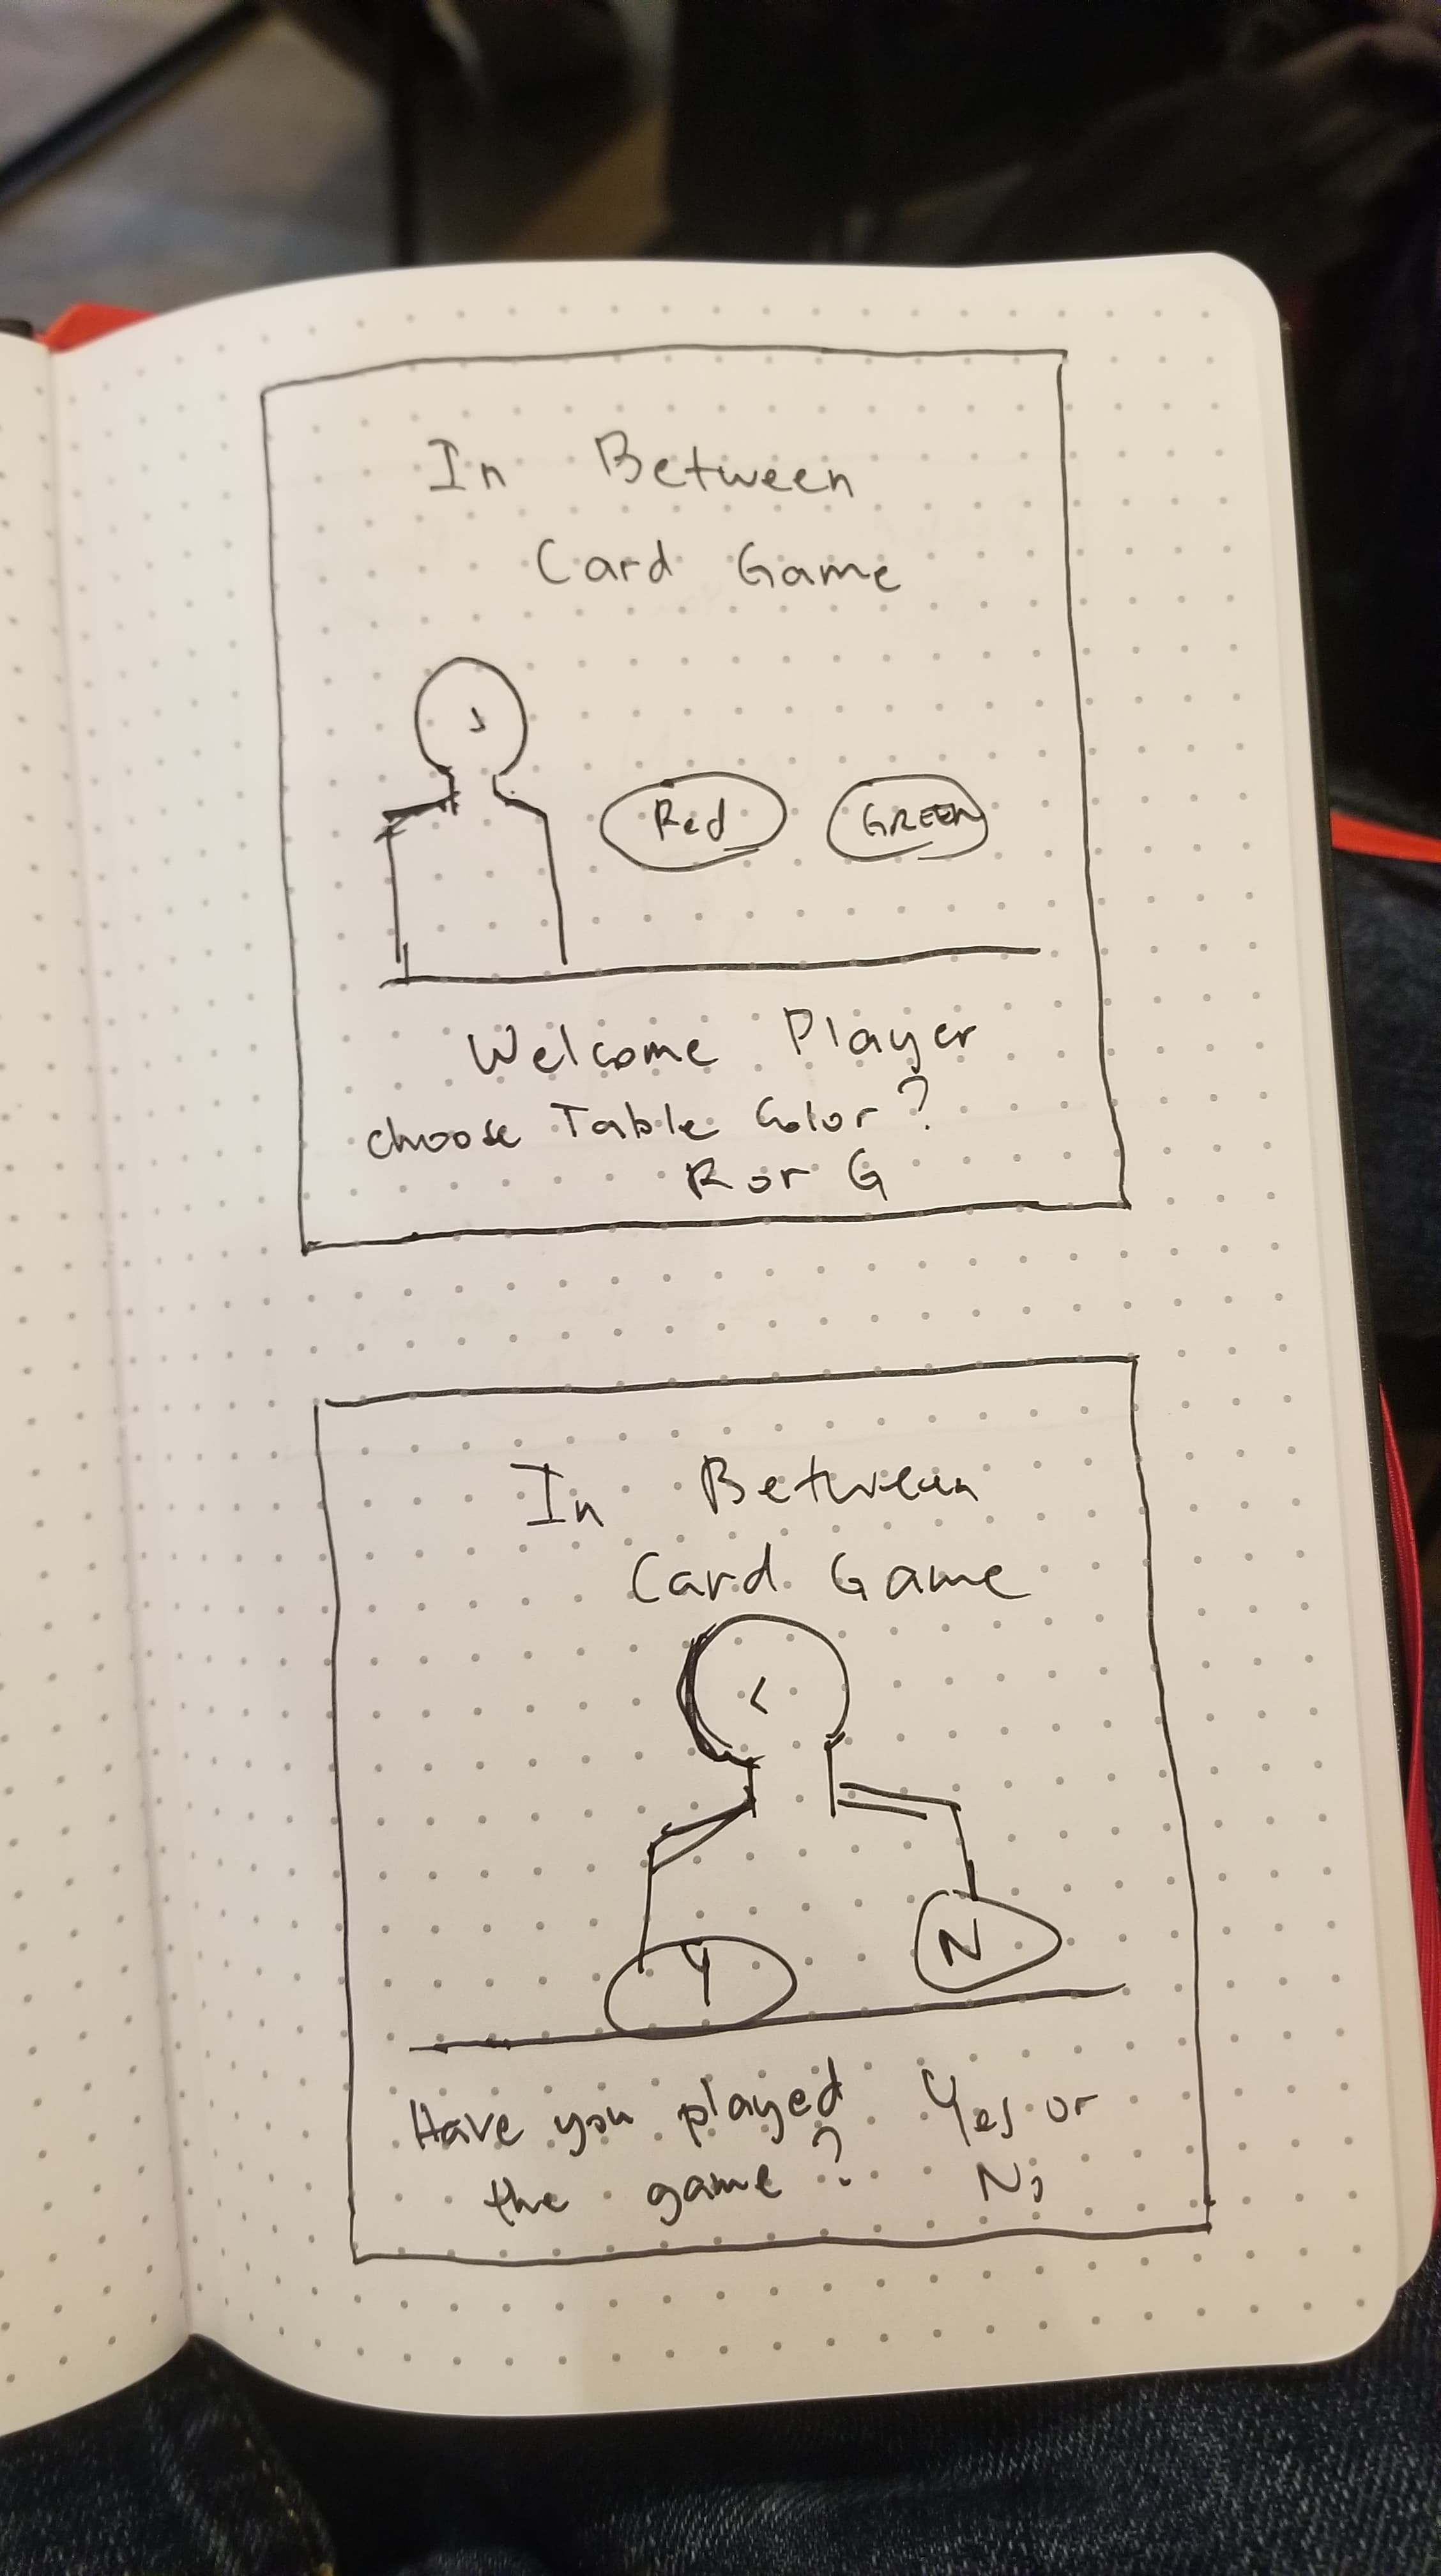 In Between
Card Game
Red GREEN
Welcome Player
choose Table Color?
R or G
In Between
Card Game
N
Y
Have you played Yes or
the game? No